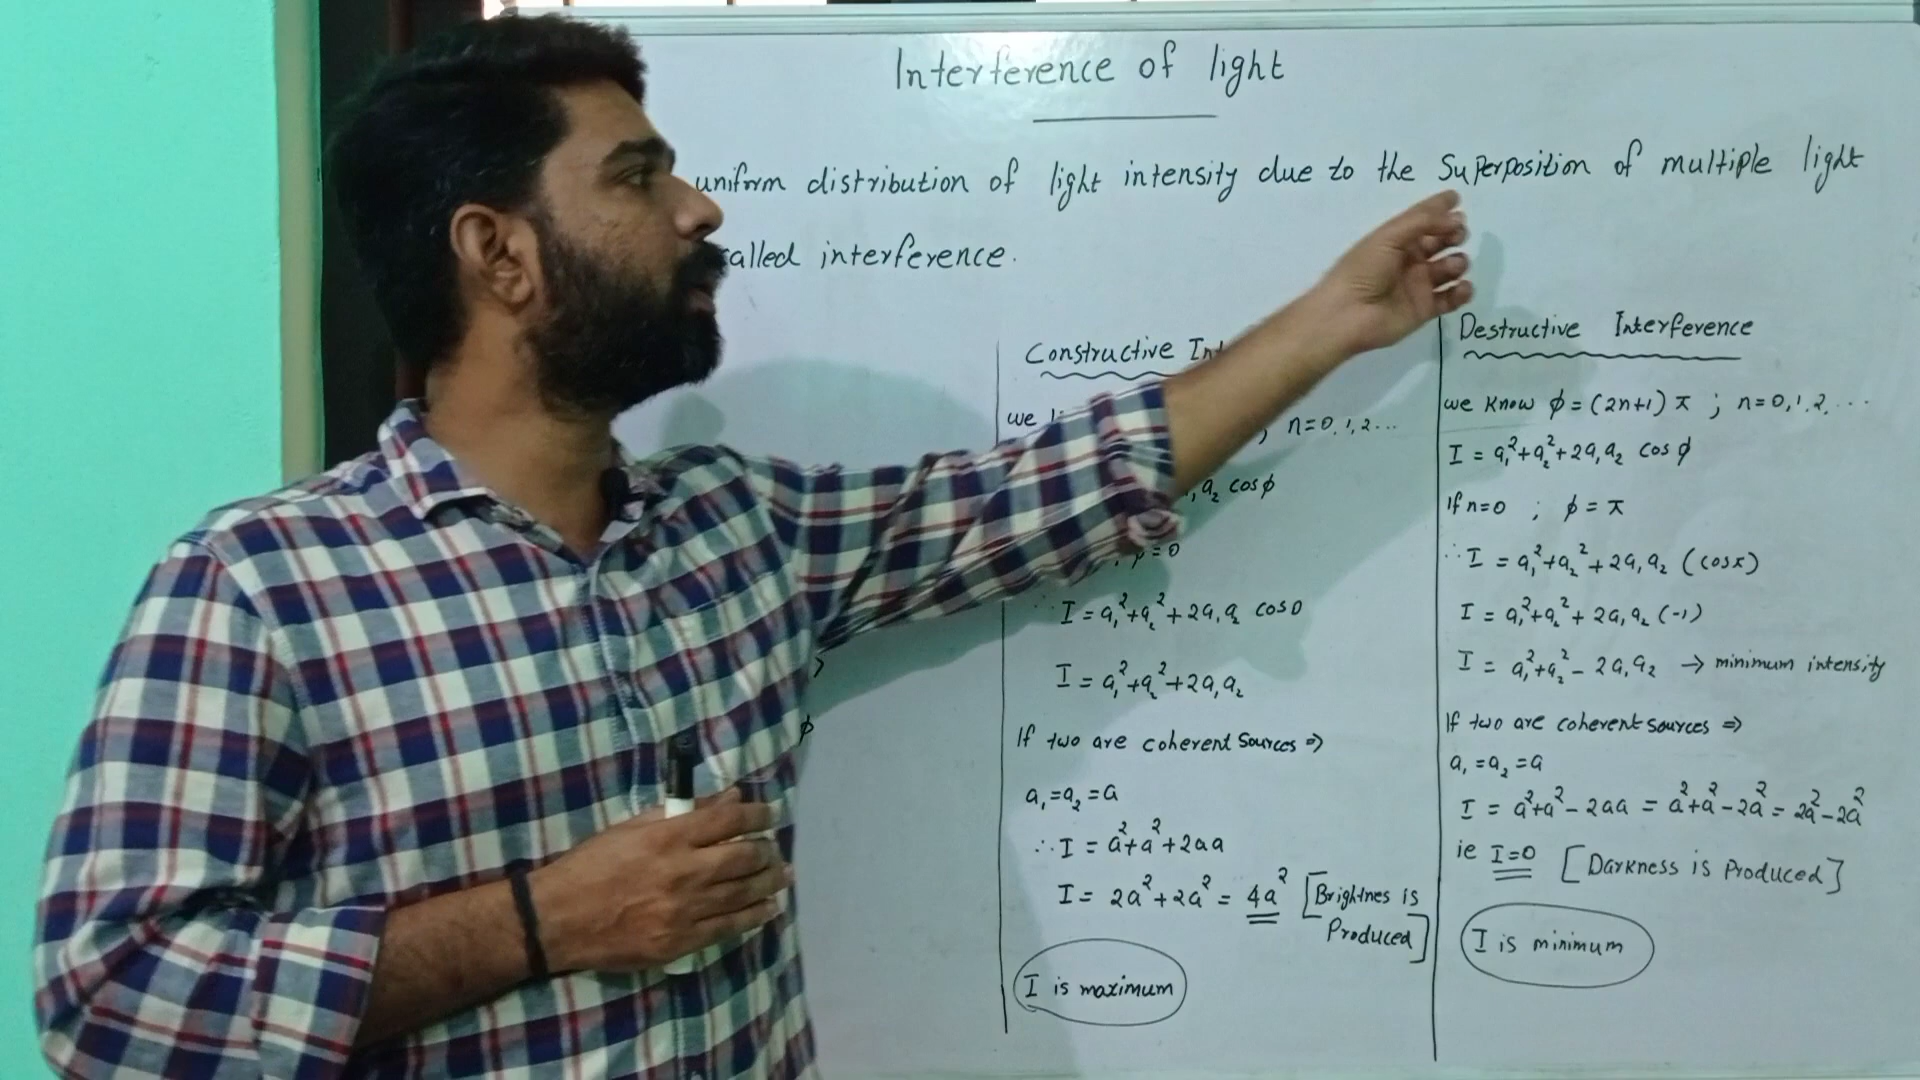 Interference of light
uniform distribution of light intensity due to the Superposition of multiple light
called interference.
Constructive
we
; n=0,1,2...
a₂ cosϕ
=0
∴ I = a₁²+a₂²+2a₁a₂ cos0
I = a₁²+a₂²+2a₁a₂
If two are coherent Sources ⇒
a₁=a₂=a
∴ I = a²+a²+2aa
I = 2a²+2a² = 4a² [Brightnes is
Produced]
I is maximum
Destructive Interference
we know ϕ=(2n+1)π ; n=0,1,2,...
I = a₁²+a₂²+2a₁a₂ cosϕ
If n=0 ; ϕ=π
∴ I = a₁²+a₂²+2a₁a₂ (cosπ)
I = a₁²+a₂²+2a₁a₂ (-1)
I = a₁²+a₂²-2a₁a₂ → minimum intensity
If two are coherent sources ⇒
a₁=a₂=a
I = a²+a²-2aa = a²+a²-2a² = 2a²-2a²
ie I=0 [Darkness is Produced]
I is minimum
ϕ